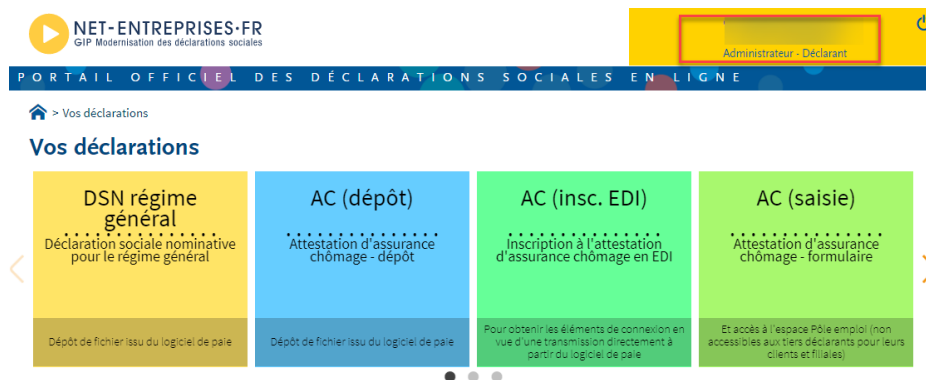 NET-ENTREPRISES·FR
GIP Modernisation des déclarations sociales
Administrateur - Déclarant
PORTAIL OFFICIEL DES DÉCLARATIONS SOCIALES EN LIGNE
> Vos déclarations
Vos déclarations
DSN régime
général
Déclaration sociale nominative
pour le régime général
Dépôt de fichier issu du logiciel de paie
AC (dépôt)
Attestation d'assurance
chômage - dépôt
Dépôt de fichier issu du logiciel de paie
AC (insc. EDI)
Inscription à l'attestation
d'assurance chômage en EDI
Pour obtenir les éléments de connexion en
vue d'une transmission directement à
partir du logiciel de paie
AC (saisie)
Attestation d'assurance
chômage - formulaire
Et accès à l'espace Pôle emploi (non
accessibles aux tiers déclarants pour leurs
clients et filiales)